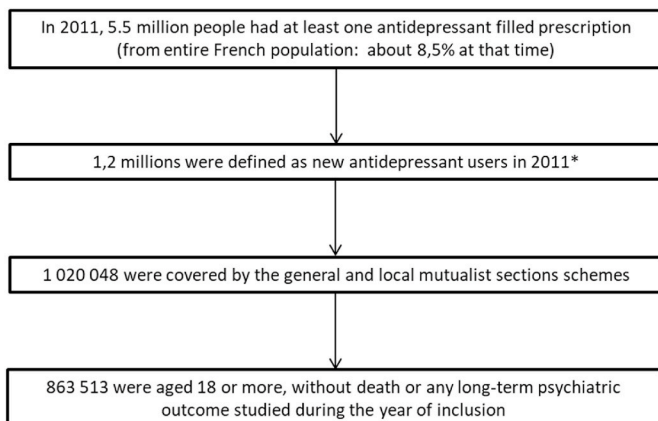 In 2011, 5.5 million people had at least one antidepressant filled prescription
(from entire French population: about 8,5% at that time)
1,2 millions were defined as new antidepressant users in 2011*
1 020 048 were covered by the general and local mutualist sections schemes
863 513 were aged 18 or more, without death or any long-term psychiatric
outcome studied during the year of inclusion